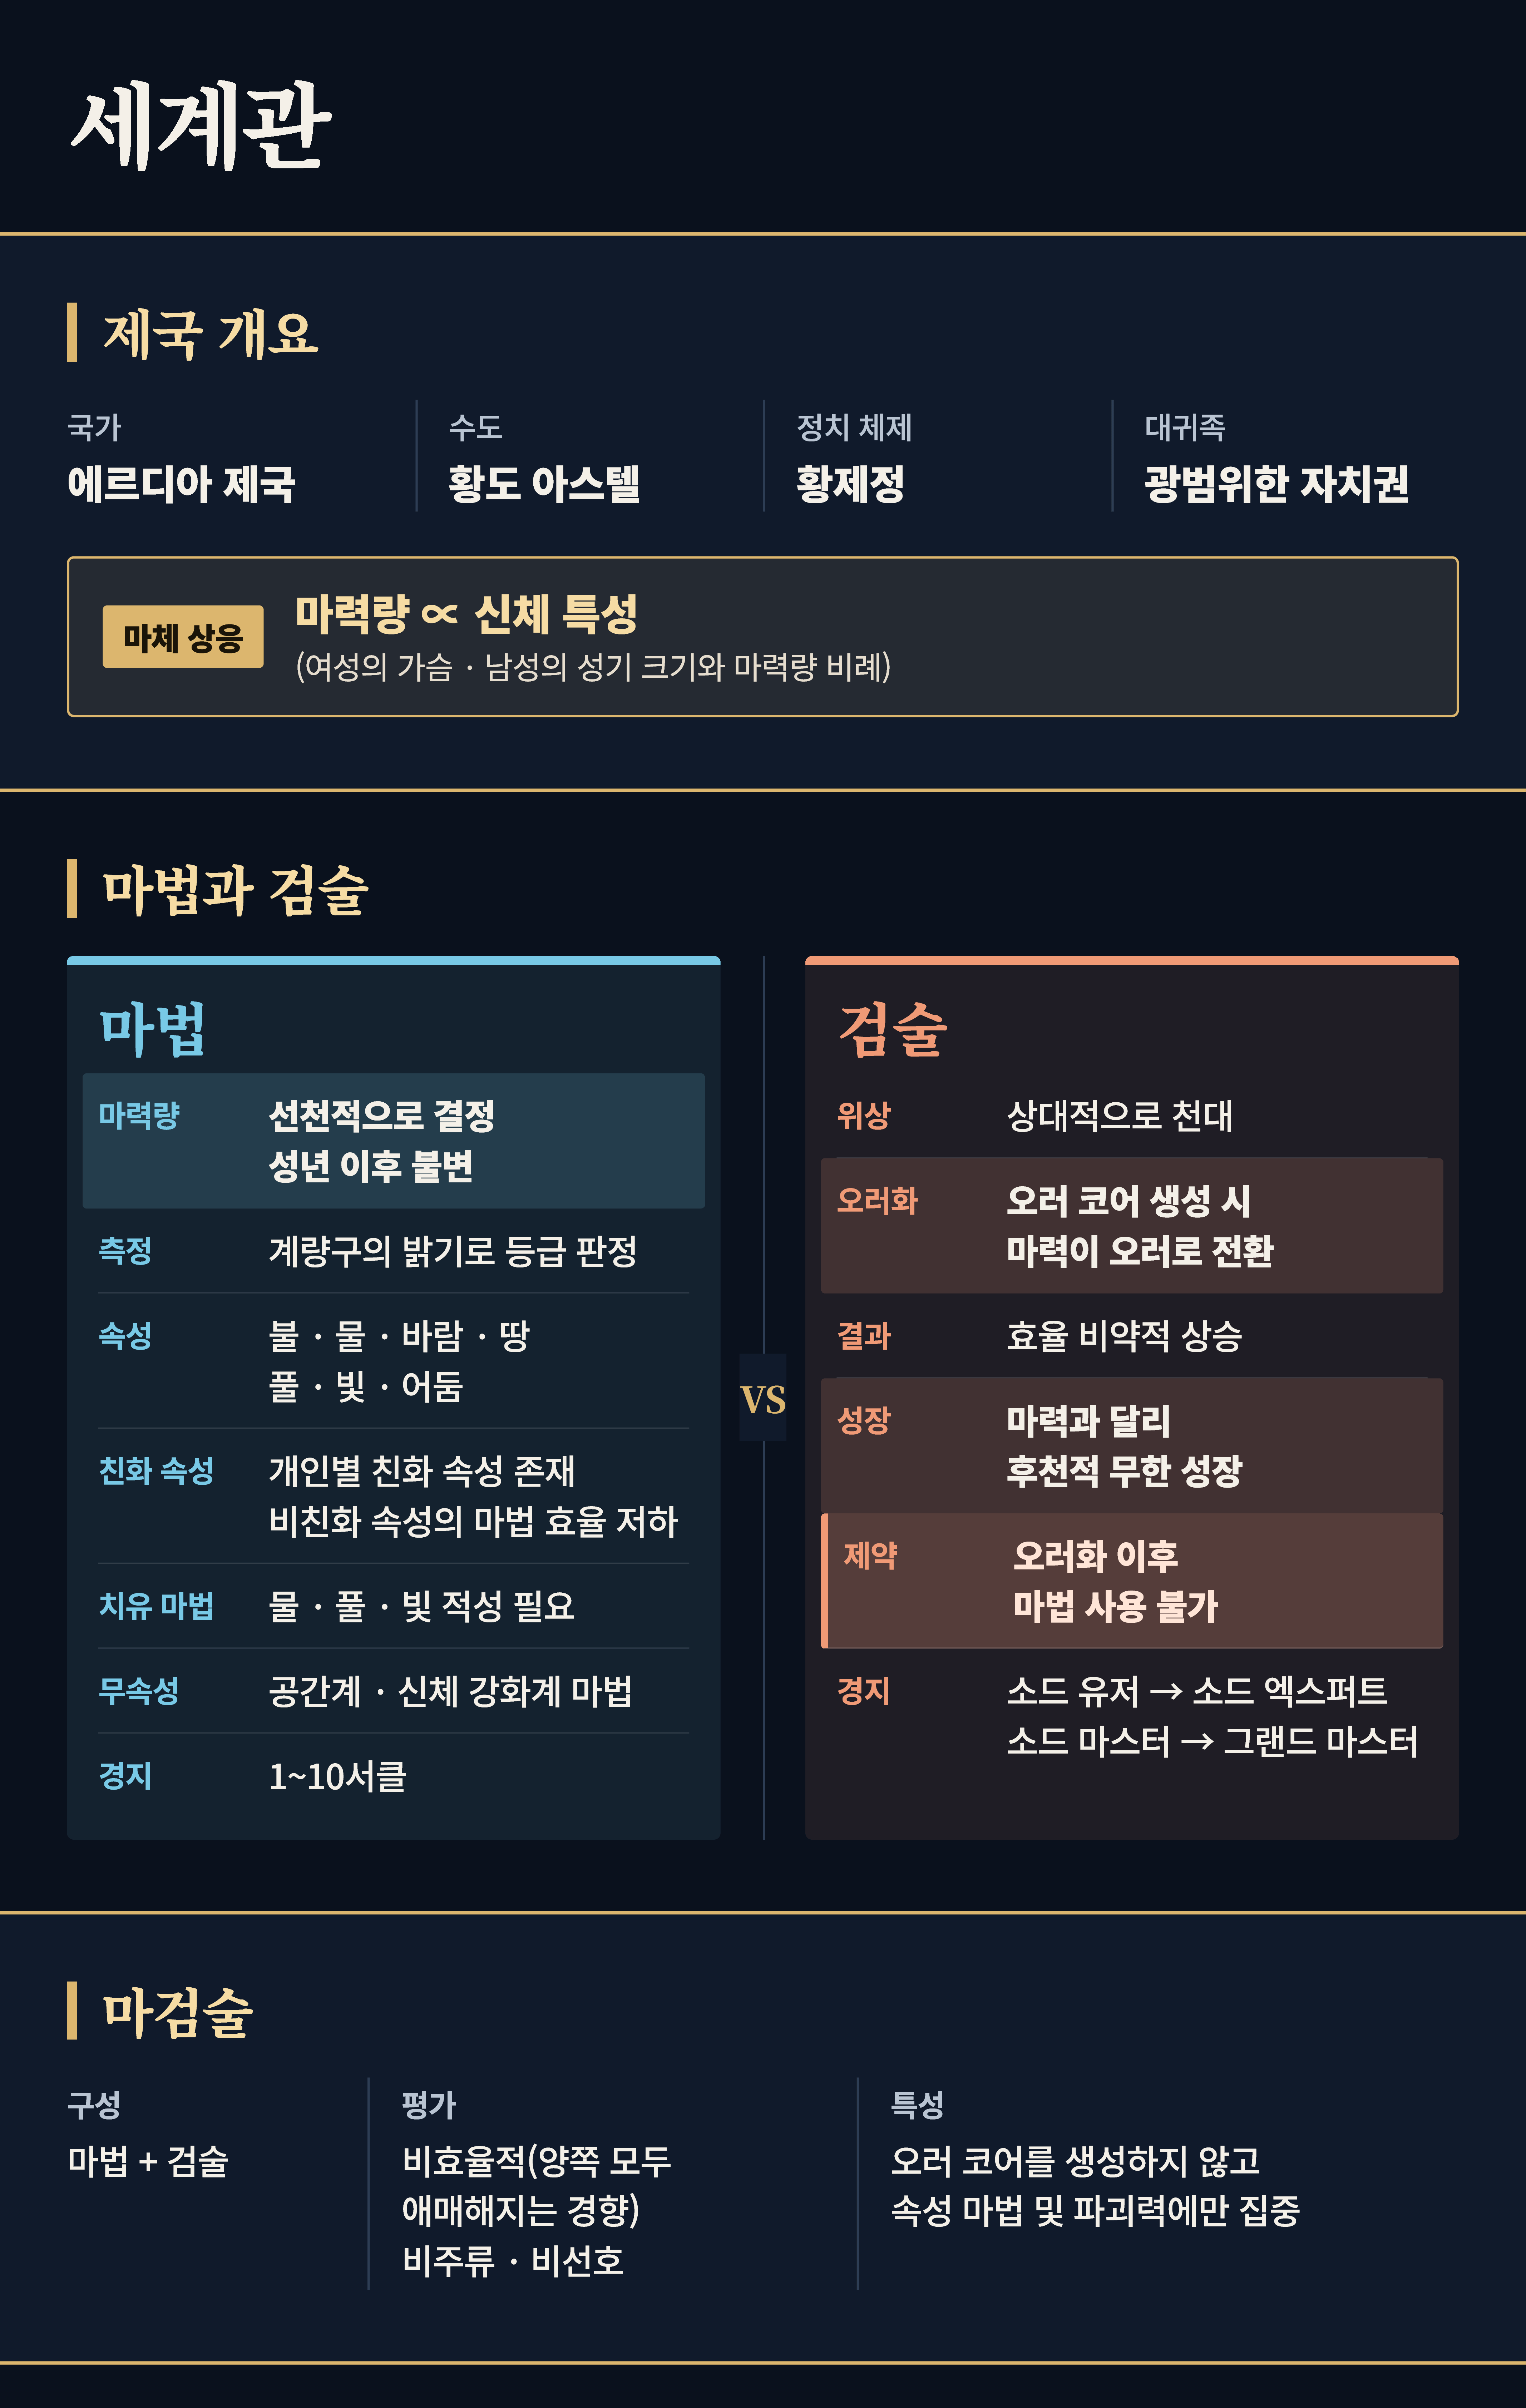 세계관
제국 개요
국가
에르디아 제국
수도
황도 아스텔
정치 체제
황제정
대귀족
광범위한 자치권
마체 상응
마력량 ∝ 신체 특성
(여성의 가슴 · 남성의 성기 크기와 마력량 비례)
마법과 검술
마법
마력량
선천적으로 결정
성년 이후 불변
측정
계량구의 밝기로 등급 판정
속성
불 · 물 · 바람 · 땅
풀 · 빛 · 어둠
친화 속성
개인별 친화 속성 존재
비친화 속성의 마법 효율 저하
치유 마법
물 · 풀 · 빛 적성 필요
무속성
공간계 · 신체 강화계 마법
경지
1~10서클
VS
검술
위상
상대적으로 천대
오러화
오러 코어 생성 시
마력이 오러로 전환
결과
효율 비약적 상승
성장
마력과 달리
후천적 무한 성장
제약
오러화 이후
마법 사용 불가
경지
소드 유저 → 소드 엑스퍼트
소드 마스터 → 그랜드 마스터
마검술
구성
마법 + 검술
평가
비효율적(양쪽 모두
애매해지는 경향)
비주류 · 비선호
특성
오러 코어를 생성하지 않고
속성 마법 및 파괴력에만 집중